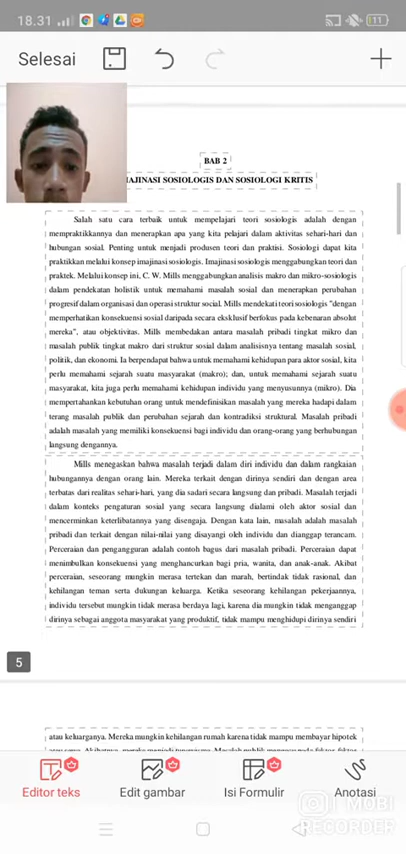 18.31
11
Selesai
BAB 2
AJINASI SOSIOLOGIS DAN SOSIOLOGI KRITIS
Salah satu cara terbaik untuk mempelajari teori sosiologis adalah dengan
mempraktikkannya dan menerapkan apa yang kita pelajari dalam aktivitas sehari-hari dan
hubungan sosial. Penting untuk menjadi produsen teori dan praktisi. Sosiologi dapat kita
praktikkan melalui konsep imajinasi sosiologis. Imajinasi sosiologis menggabungkan teori dan
praktek. Melalui konsep ini, C. W. Mills menggabungkan analisis makro dan mikro-sosiologis
dalam pendekatan holistik untuk memahami masalah sosial dan menerapkan perubahan
progresif dalam organisasi dan operasi struktur social. Mills mendekati teori sosiologis "dengan
memperhatikan konsekuensi sosial daripada secara eksklusif berfokus pada kebenaran absolut
mereka", atau objektivitas. Mills membedakan antara masalah pribadi tingkat mikro dan
masalah publik tingkat makro dari struktur sosial dalam analisisnya tentang masalah sosial,
politik, dan ekonomi. Ia berpendapat bahwa untuk memahami kehidupan para aktor sosial, kita
perlu memahami sejarah suatu masyarakat (makro); dan, untuk memahami sejarah suatu
masyarakat, kita juga perlu memahami kehidupan individu yang menyusunnya (mikro). Dia
mempertahankan kebutuhan orang untuk mendefinisikan masalah yang mereka hadapi dalam
terang masalah publik dan perubahan sejarah dan kontradiksi struktural. Masalah pribadi
adalah masalah yang memiliki konsekuensi bagi individu dan orang-orang yang berhubungan
langsung dengannya.
Mills menegaskan bahwa masalah terjadi dalam diri individu dan dalam rangkaian
hubungannya dengan orang lain. Mereka terkait dengan dirinya sendiri dan dengan area
terbatas dari realitas sehari-hari, yang dia sadari secara langsung dan pribadi. Masalah terjadi
dalam konteks pengaturan sosial yang secara langsung dialami oleh aktor sosial dan
mencerminkan keterlibatannya yang disengaja. Dengan kata lain, masalah adalah masalah
pribadi dan terkait dengan nilai-nilai yang disayangi oleh individu dan dianggap terancam.
Perceraian dan pengangguran adalah contoh bagus dari masalah pribadi. Perceraian dapat
menimbulkan konsekuensi yang menghancurkan bagi pria, wanita, dan anak-anak. Akibat
perceraian, seseorang mungkin merasa tertekan dan marah, bertindak tidak rasional, dan
kehilangan teman serta dukungan keluarga. Ketika seseorang kehilangan pekerjaannya,
individu tersebut mungkin tidak merasa berdaya lagi, karena dia mungkin tidak menganggap
dirinya sebagai anggota masyarakat yang produktif, tidak mampu menghidupi dirinya sendiri
5
atau keluarganya. Mereka mungkin kehilangan rumah karena tidak mampu membayar hipotek
Editor teks
Edit gambar
Isi Formulir
Anotasi
MOBI
RECORDER